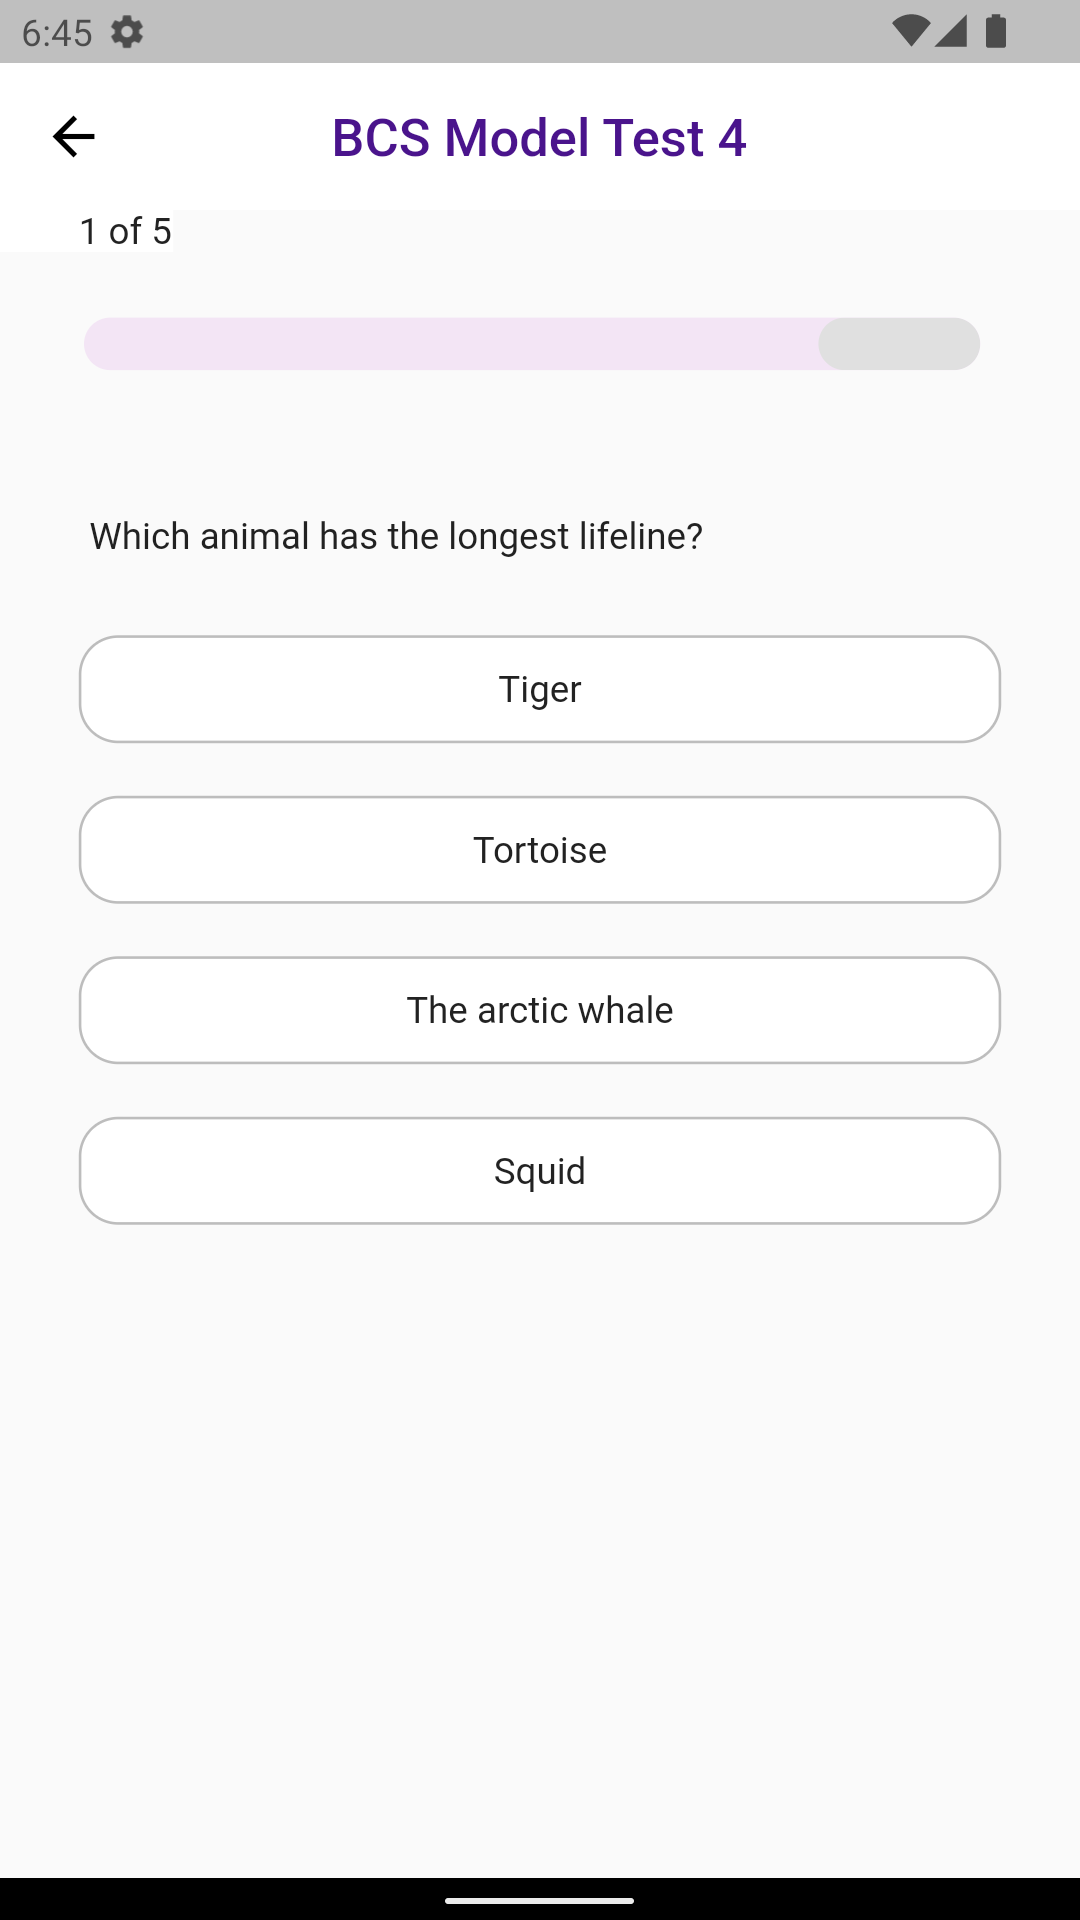 6:45
BCS Model Test 4
1 of 5
Which animal has the longest lifeline?
Tiger
Tortoise
The arctic whale
Squid